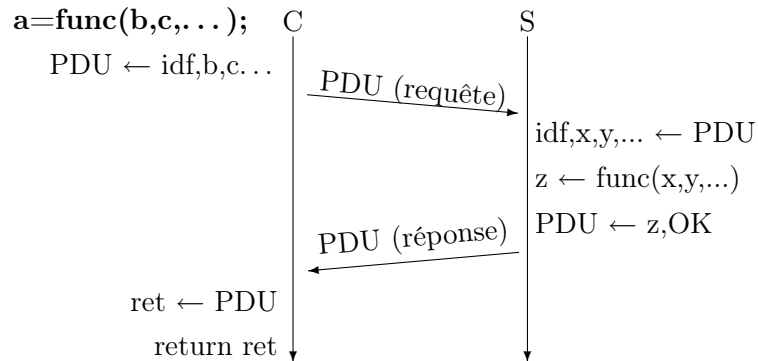 a=func(b,c,. . . ); C S
PDU ← idf,b,c. . .
PDU (requête)
idf,x,y,... ← PDU
z ← func(x,y,...)
PDU ← z,OK
PDU (réponse)
ret ← PDU
return ret